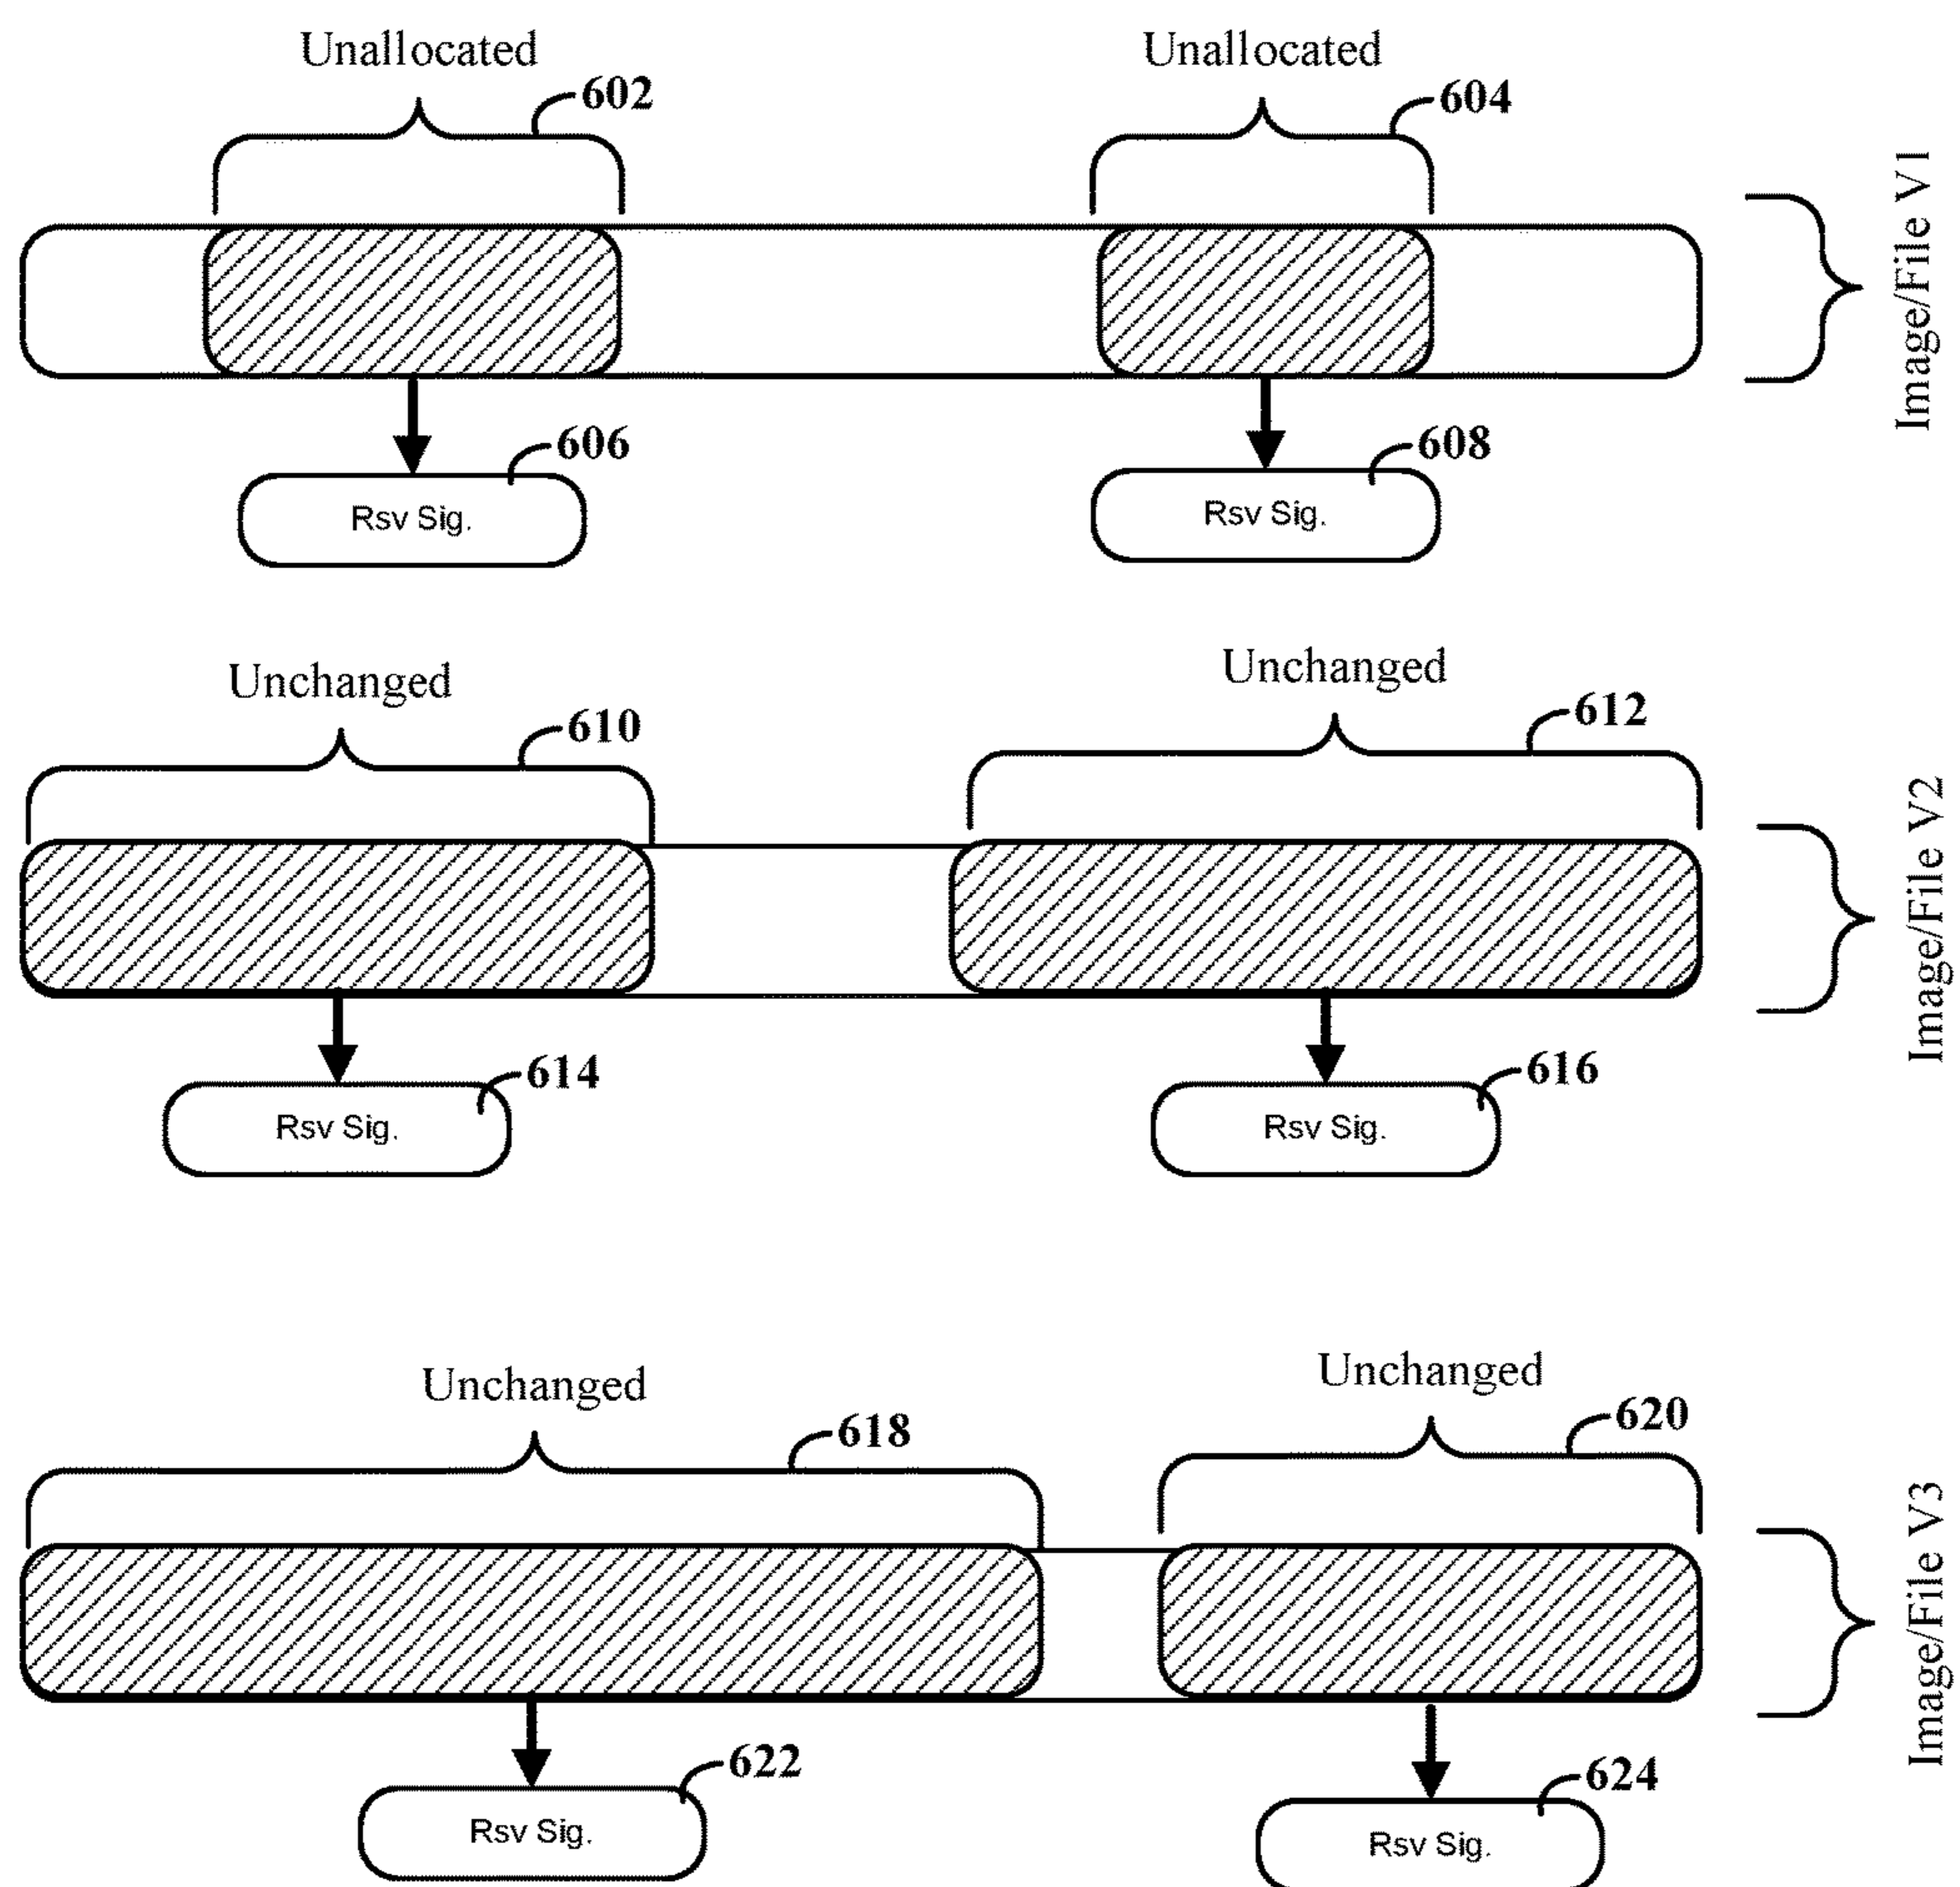 Unallocated
602
Unallocated
604
Image/File V1
606
Rsv Sig.
608
Rsv Sig.
Unchanged
610
Unchanged
612
Image/File V2
614
Rsv Sig.
616
Rsv Sig.
Unchanged
618
Unchanged
620
Image/File V3
622
Rsv Sig.
624
Rsv Sig.